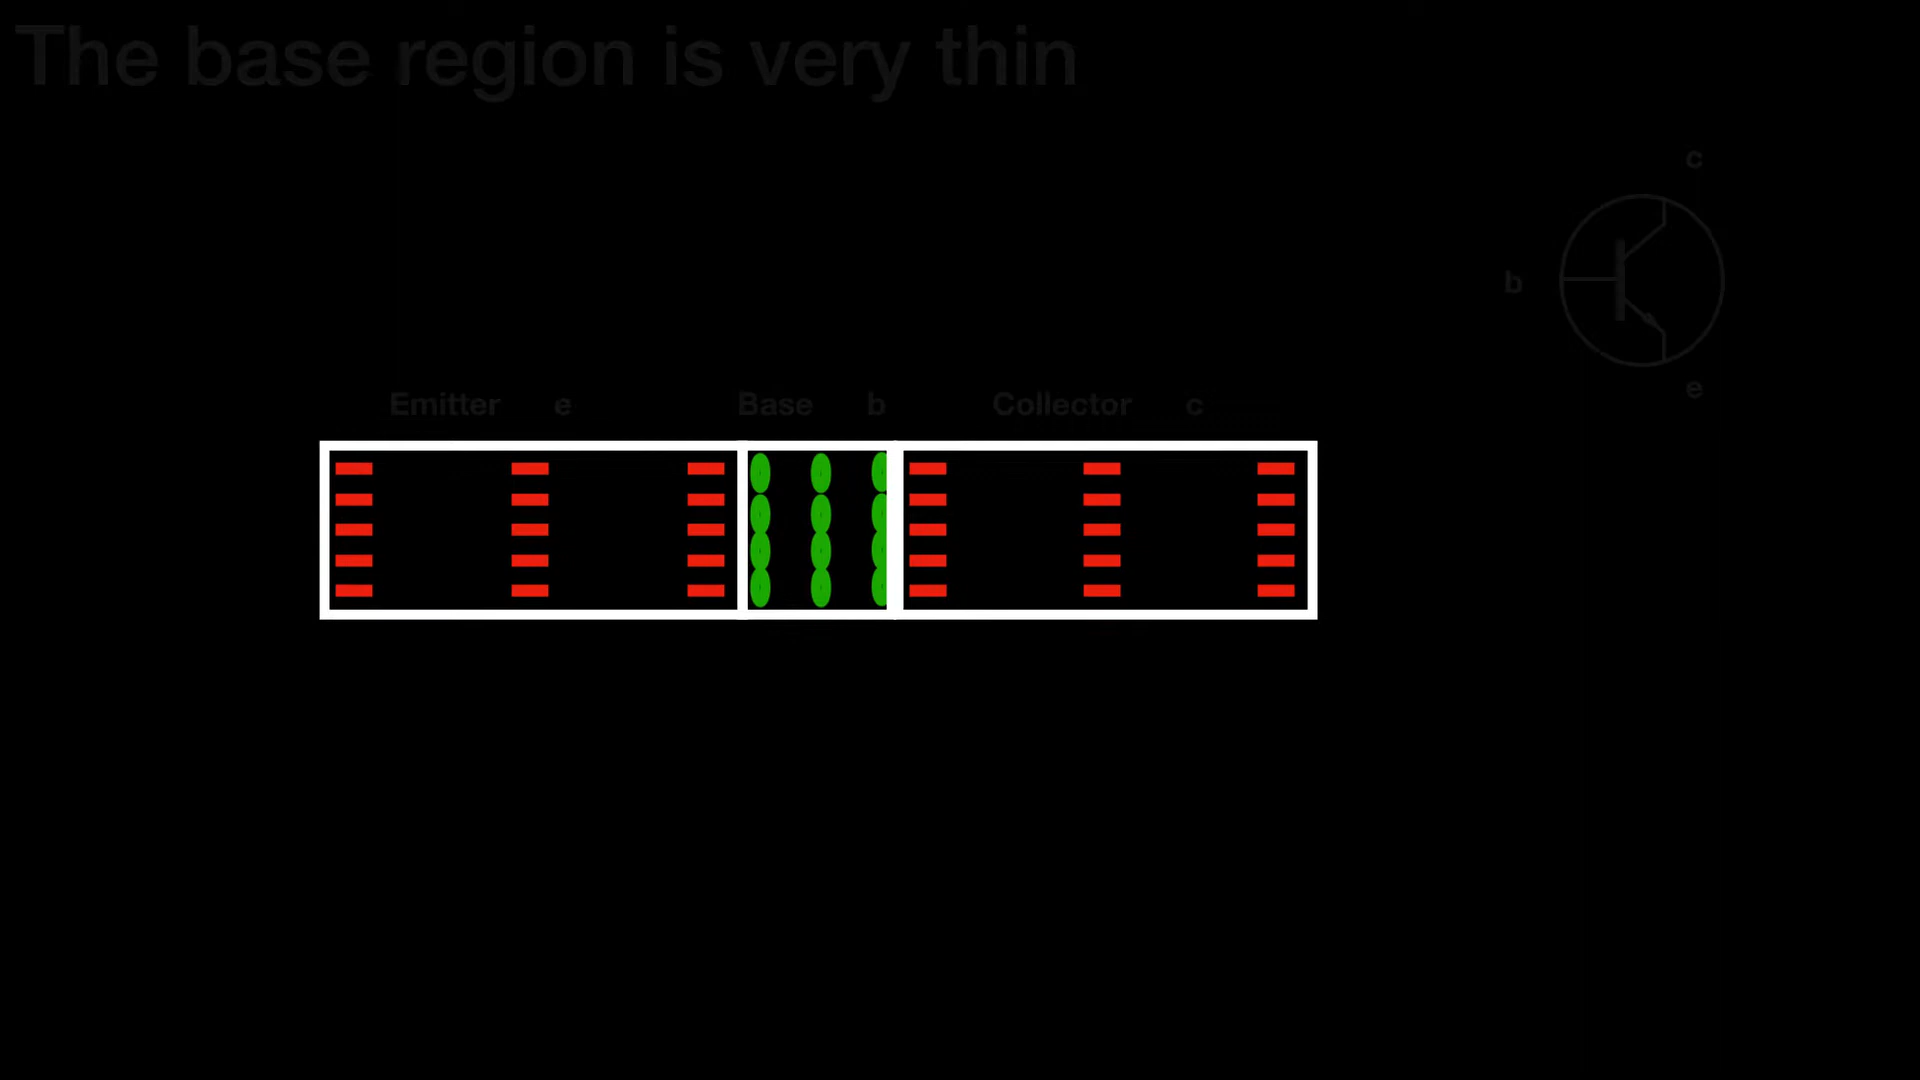 The base region is very thin
c
b
e
Emitter e Base b Collector c